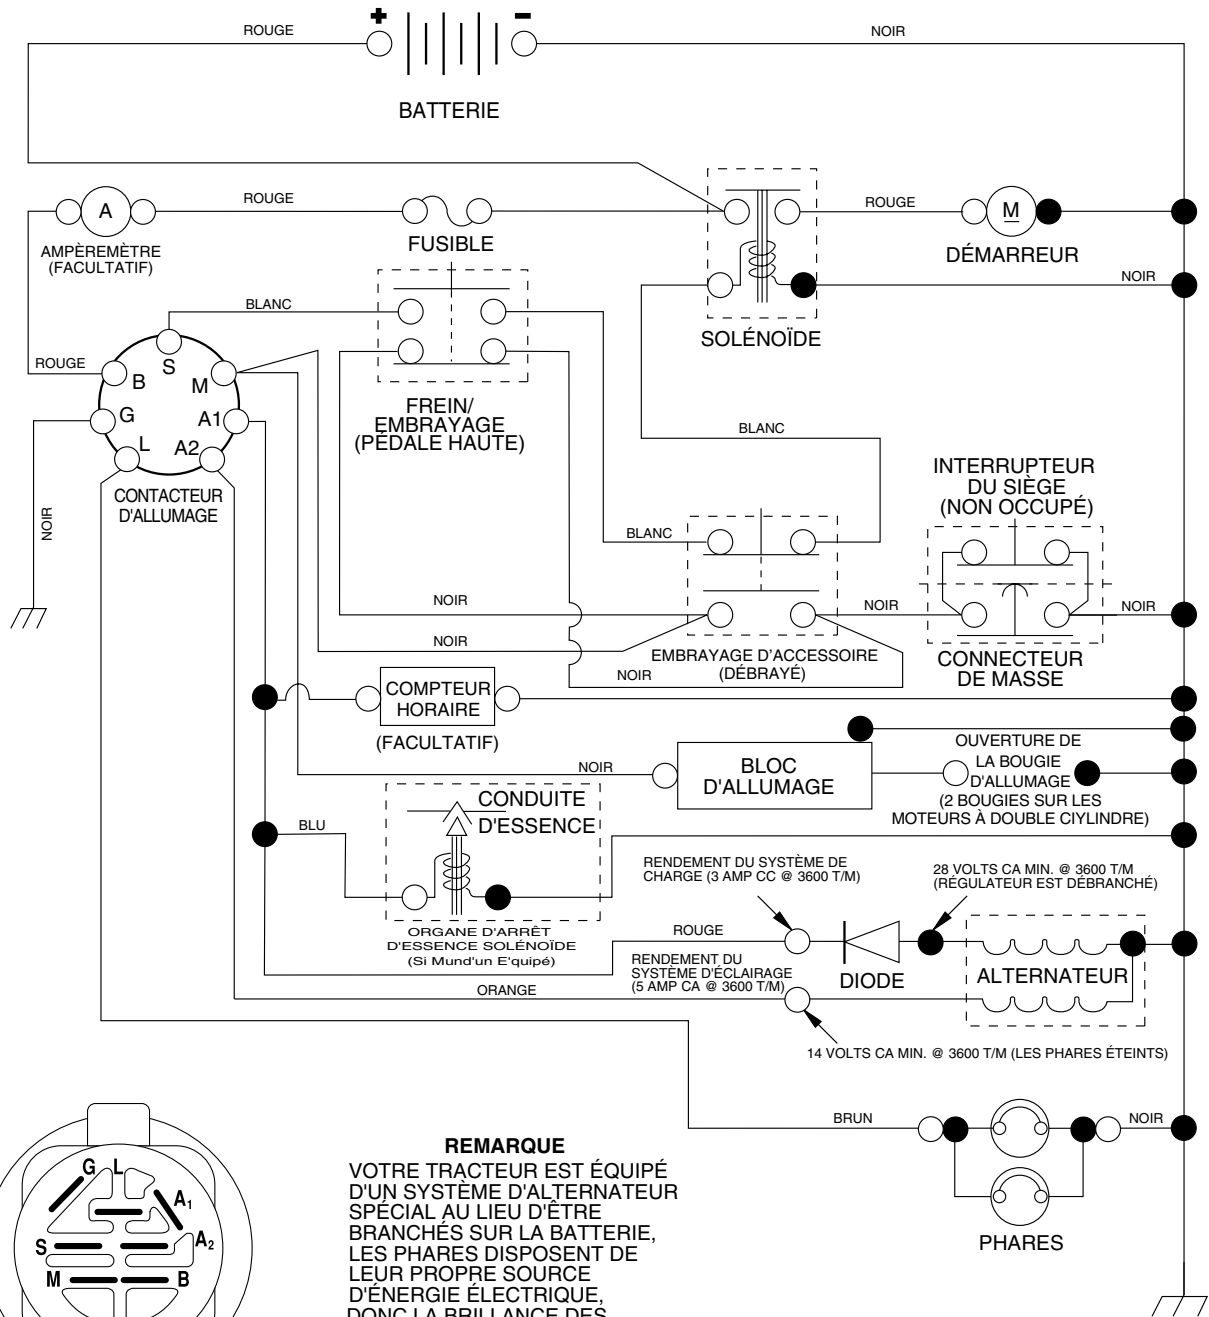 + −
ROUGE
NOIR
BATTERIE
ROUGE
ROUGE
A
M
AMPÈREMÈTRE
(FACULTATIF)
FUSIBLE
DÉMARREUR
NOIR
BLANC
SOLÉNOÏDE
ROUGE
S
B
M
G
A1
L
A2
FREIN/
EMBRAYAGE
(PÉDALE HAUTE)
BLANC
CONTACTEUR
D'ALLUMAGE
INTERRUPTEUR
DU SIÈGE
(NON OCCUPÉ)
NOIR
BLANC
NOIR
NOIR
NOIR
NOIR
EMBRAYAGE D'ACCESSOIRE
(DÉBRAYÉ)
CONNECTEUR
DE MASSE
NOIR
COMPTEUR
HORAIRE
(FACULTATIF)
NOIR
BLOC
D'ALLUMAGE
OUVERTURE DE
LA BOUGIE
D'ALLUMAGE
(2 BOUGIES SUR LES
MOTEURS À DOUBLE CIYLINDRE)
CONDUITE
D'ESSENCE
BLU
RENDEMENT DU SYSTÈME DE
CHARGE (3 AMP CC @ 3600 T/M)
28 VOLTS CA MIN. @ 3600 T/M
(RÉGULATEUR EST DÉBRANCHÉ)
ORGANE D'ARRÊT
D'ESSENCE SOLÉNOÏDE
(Si Mund'un E'quipé)
ROUGE
RENDEMENT DU
SYSTÈME D'ÉCLAIRAGE
(5 AMP CA @ 3600 T/M)
DIODE
ALTERNATEUR
ORANGE
14 VOLTS CA MIN. @ 3600 T/M (LES PHARES ÉTEINTS)
BRUN
NOIR
PHARES
G L
A1
S
A2
M
B
REMARQUE
VOTRE TRACTEUR EST ÉQUIPÉ
D'UN SYSTÈME D'ALTERNATEUR
SPÉCIAL AU LIEU D'ÊTRE
BRANCHÉS SUR LA BATTERIE,
LES PHARES DISPOSENT DE
LEUR PROPRE SOURCE
D'ÉNERGIE ÉLECTRIQUE,
DONC LA BRILLANCE DES